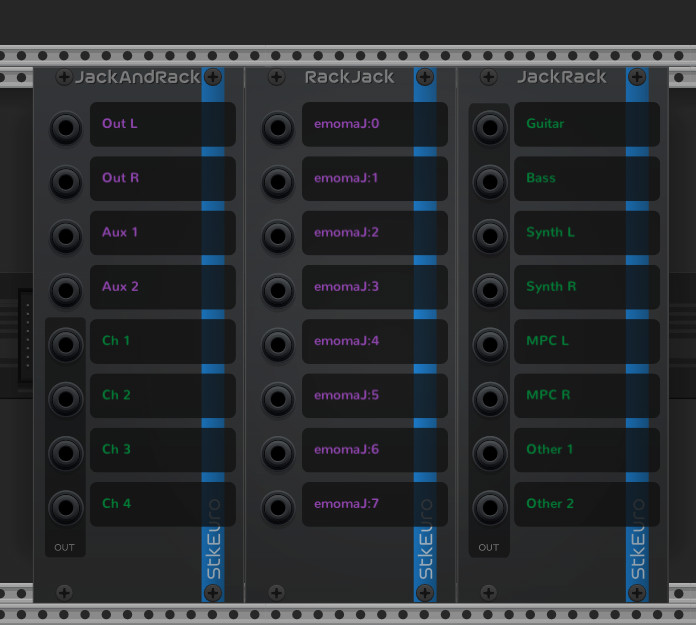 JackAndRack
Out L
Out R
Aux 1
Aux 2
Ch 1
Ch 2
Ch 3
Ch 4
OUT
StkEuro
RackJack
emomaJ:0
emomaJ:1
emomaJ:2
emomaJ:3
emomaJ:4
emomaJ:5
emomaJ:6
emomaJ:7
StkEuro
JackRack
Guitar
Bass
Synth L
Synth R
MPC L
MPC R
Other 1
Other 2
OUT
StkEuro